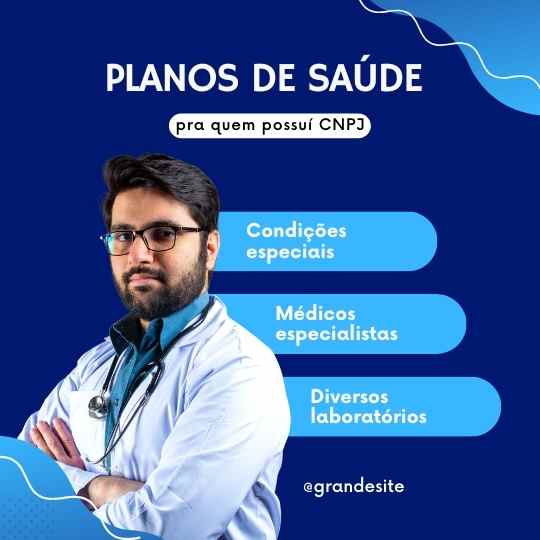 PLANOS DE SAÚDE
pra quem possuí CNPJ
Condições
especiais
Médicos
especialistas
Diversos
laboratórios
@grandesite